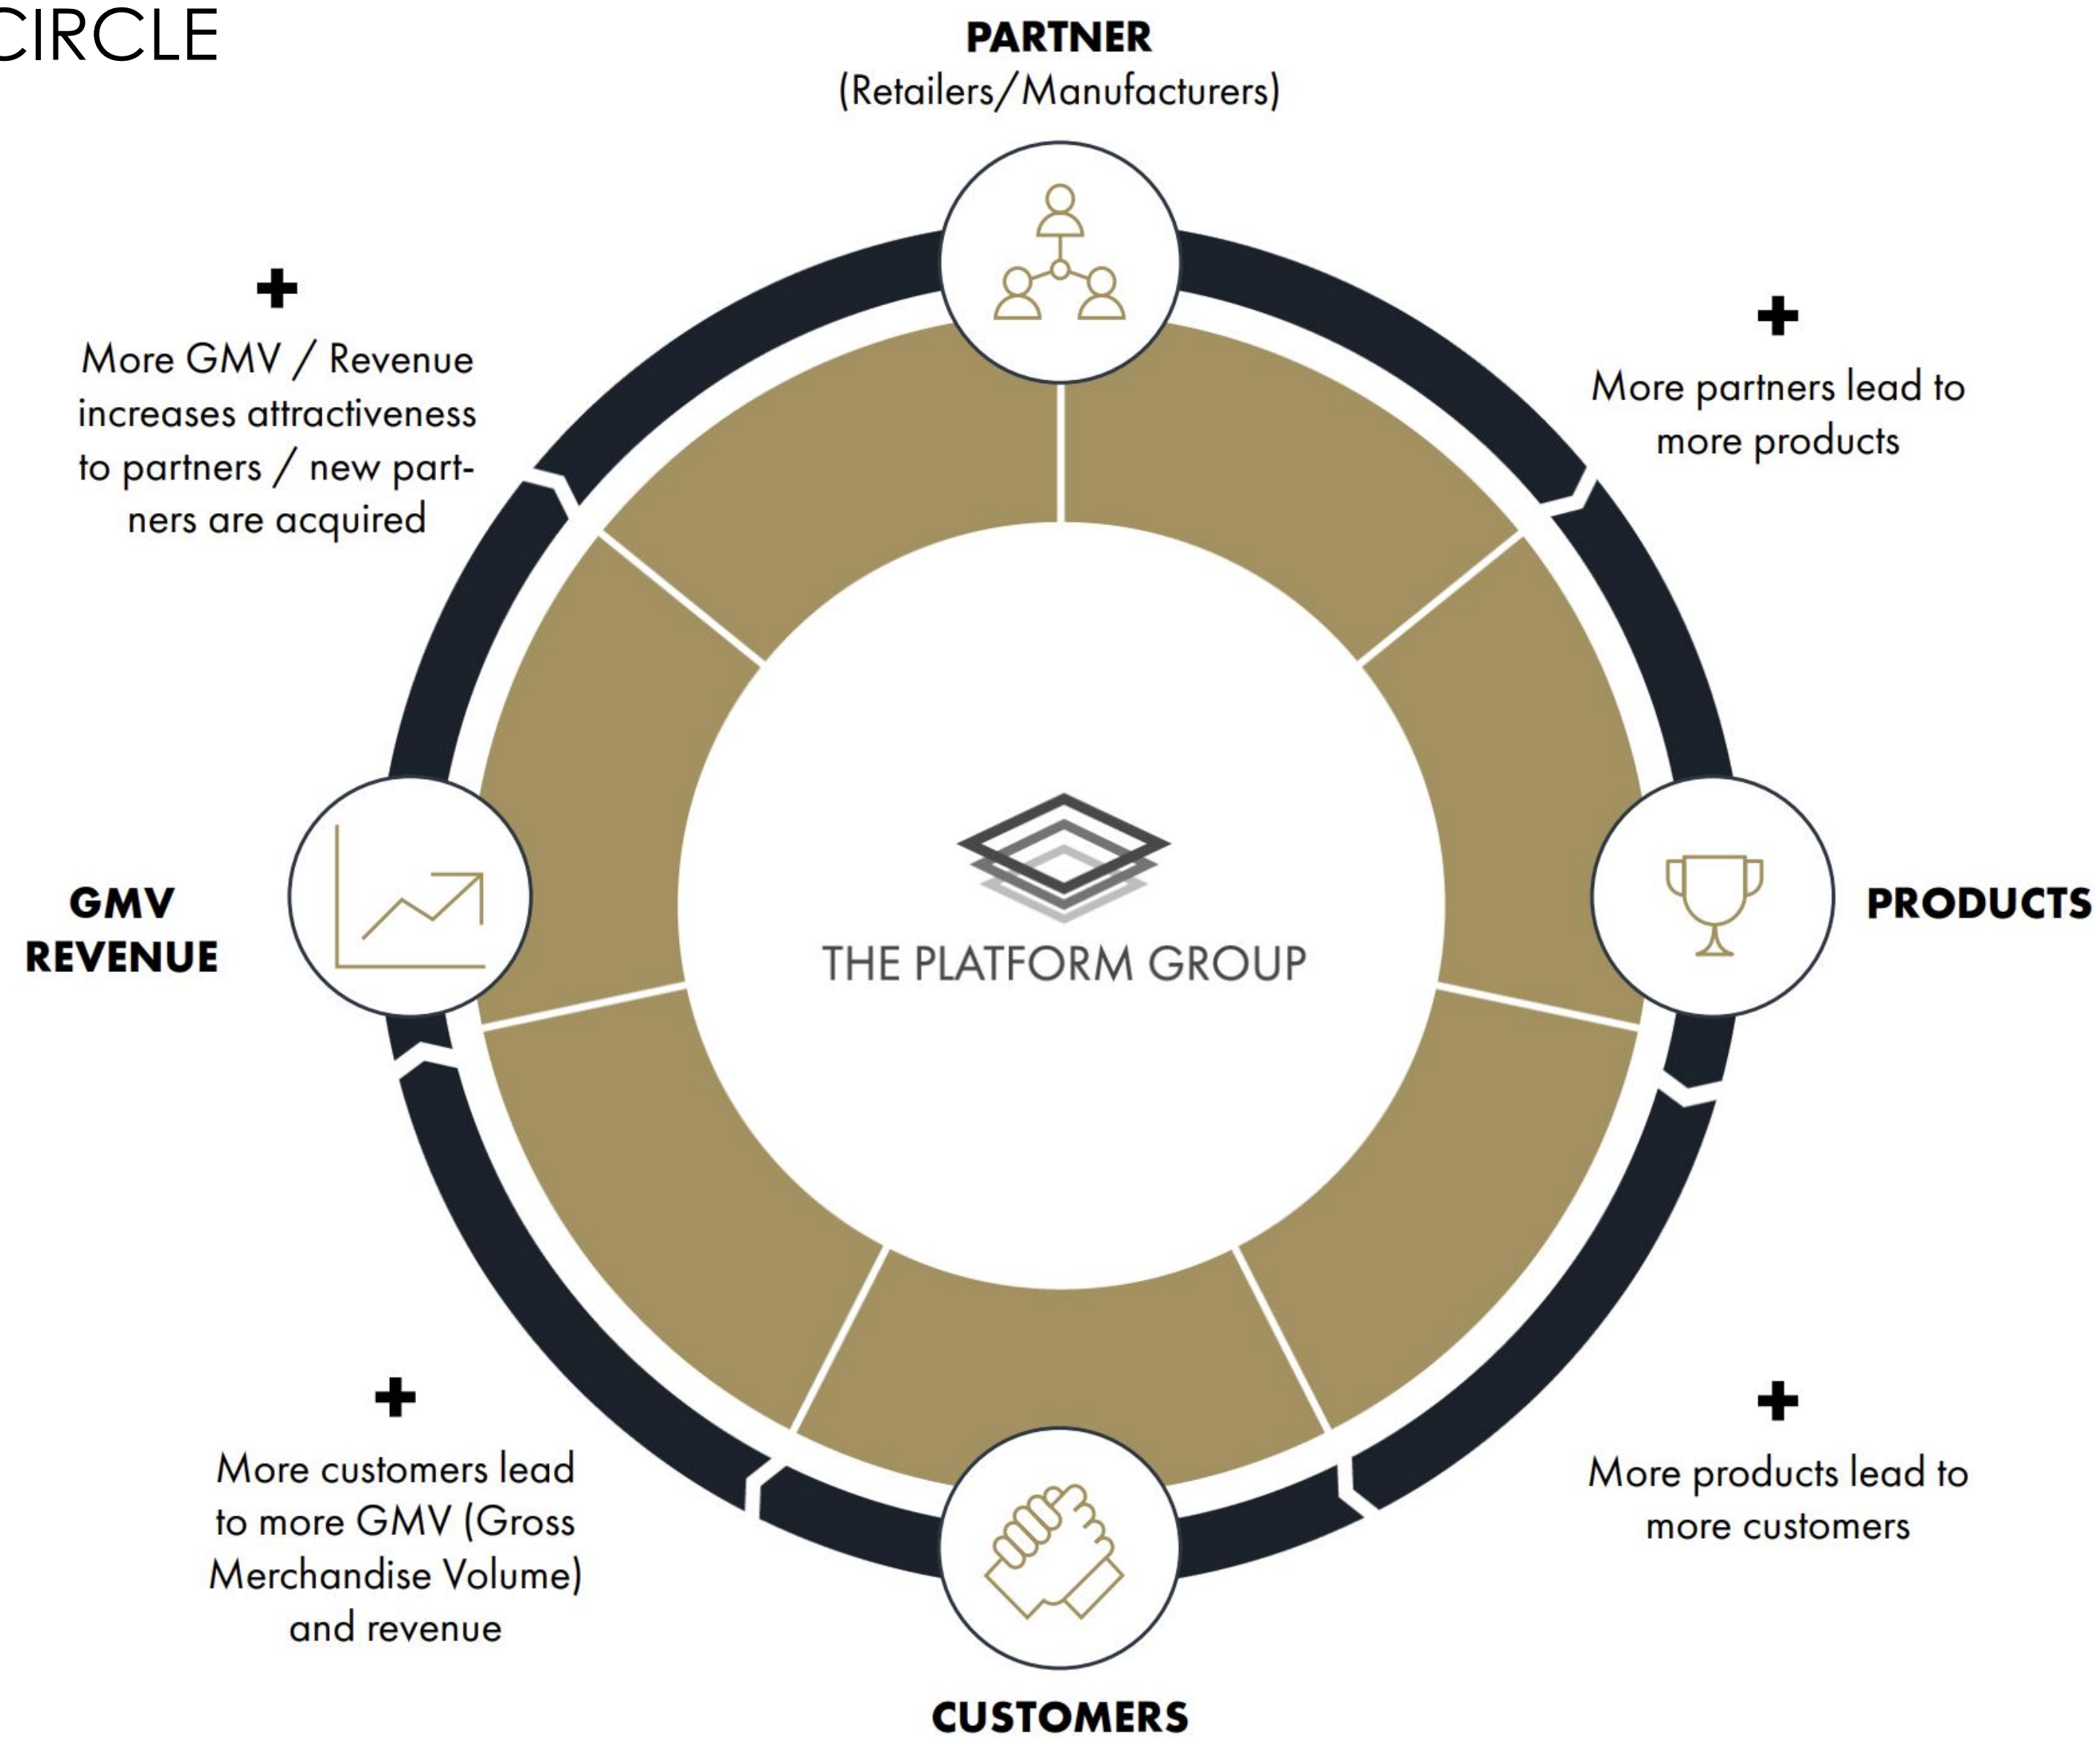 CIRCLE
PARTNER
(Retailers/Manufacturers)
+
More GMV / Revenue
increases attractiveness
to partners / new part-
ners are acquired
+
More partners lead to
more products
GMV
REVENUE
THE PLATFORM GROUP
PRODUCTS
+
More customers lead
to more GMV (Gross
Merchandise Volume)
and revenue
+
More products lead to
more customers
CUSTOMERS